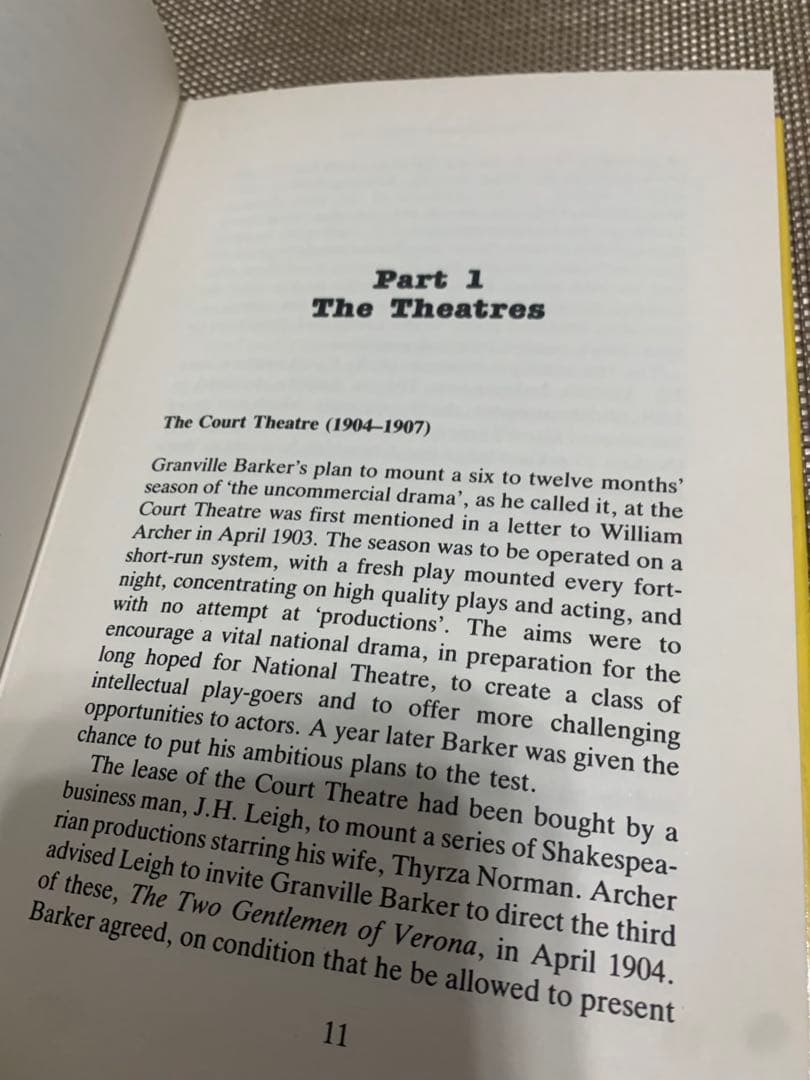 Part 1
The Theatres
The Court Theatre (1904–1907)
Granville Barker's plan to mount a six to twelve months'
season of 'the uncommercial drama', as he called it, at the
Court Theatre was first mentioned in a letter to William
Archer in April 1903. The season was to be operated on a
short-run system, with a fresh play mounted every fort-
night, concentrating on high quality plays and acting, and
with no attempt at 'productions'. The aims were to
encourage a vital national drama, in preparation for the
long hoped for National Theatre, to create a class of
intellectual play-goers and to offer more challenging
opportunities to actors. A year later Barker was given the
chance to put his ambitious plans to the test.
The lease of the Court Theatre had been bought by a
business man, J.H. Leigh, to mount a series of Shakespea-
rian productions starring his wife, Thyrza Norman. Archer
advised Leigh to invite Granville Barker to direct the third
of these, The Two Gentlemen of Verona, in April 1904.
Barker agreed, on condition that he be allowed to present
11